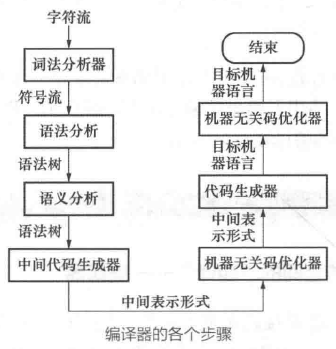 字符流
词法分析器
符号流
语法分析
语法树
语义分析
语法树
中间代码生成器
中间表示形式
机器无关码优化器
中间表
示形式
代码生成器
目标机
器语言
机器无关码优化器
目标机
器语言
结束
编译器的各个步骤